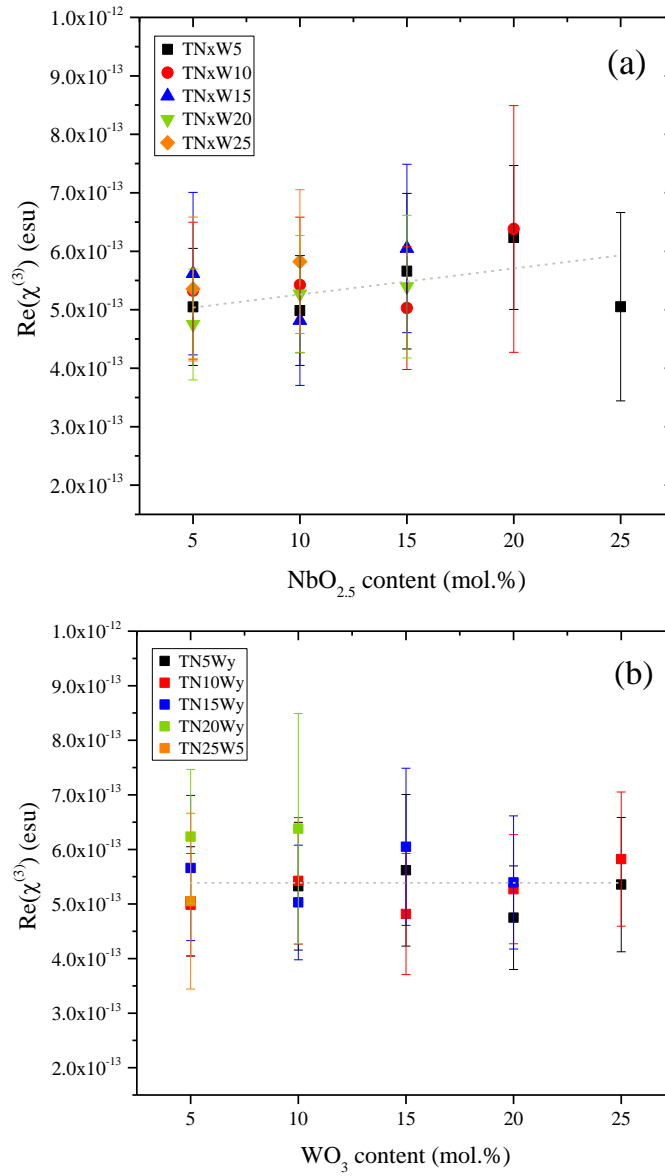 1.0x10⁻¹²
9.0x10⁻¹³
8.0x10⁻¹³
7.0x10⁻¹³
6.0x10⁻¹³
5.0x10⁻¹³
4.0x10⁻¹³
3.0x10⁻¹³
2.0x10⁻¹³
Re(χ⁽³⁾) (esu)
TNxW5
TNxW10
TNxW15
TNxW20
TNxW25
(a)
5 10 15 20 25
NbO₂.₅ content (mol.%)
1.0x10⁻¹²
9.0x10⁻¹³
8.0x10⁻¹³
7.0x10⁻¹³
6.0x10⁻¹³
5.0x10⁻¹³
4.0x10⁻¹³
3.0x10⁻¹³
2.0x10⁻¹³
Re(χ⁽³⁾) (esu)
TN5Wy
TN10Wy
TN15Wy
TN20Wy
TN25W5
(b)
5 10 15 20 25
WO₃ content (mol.%)